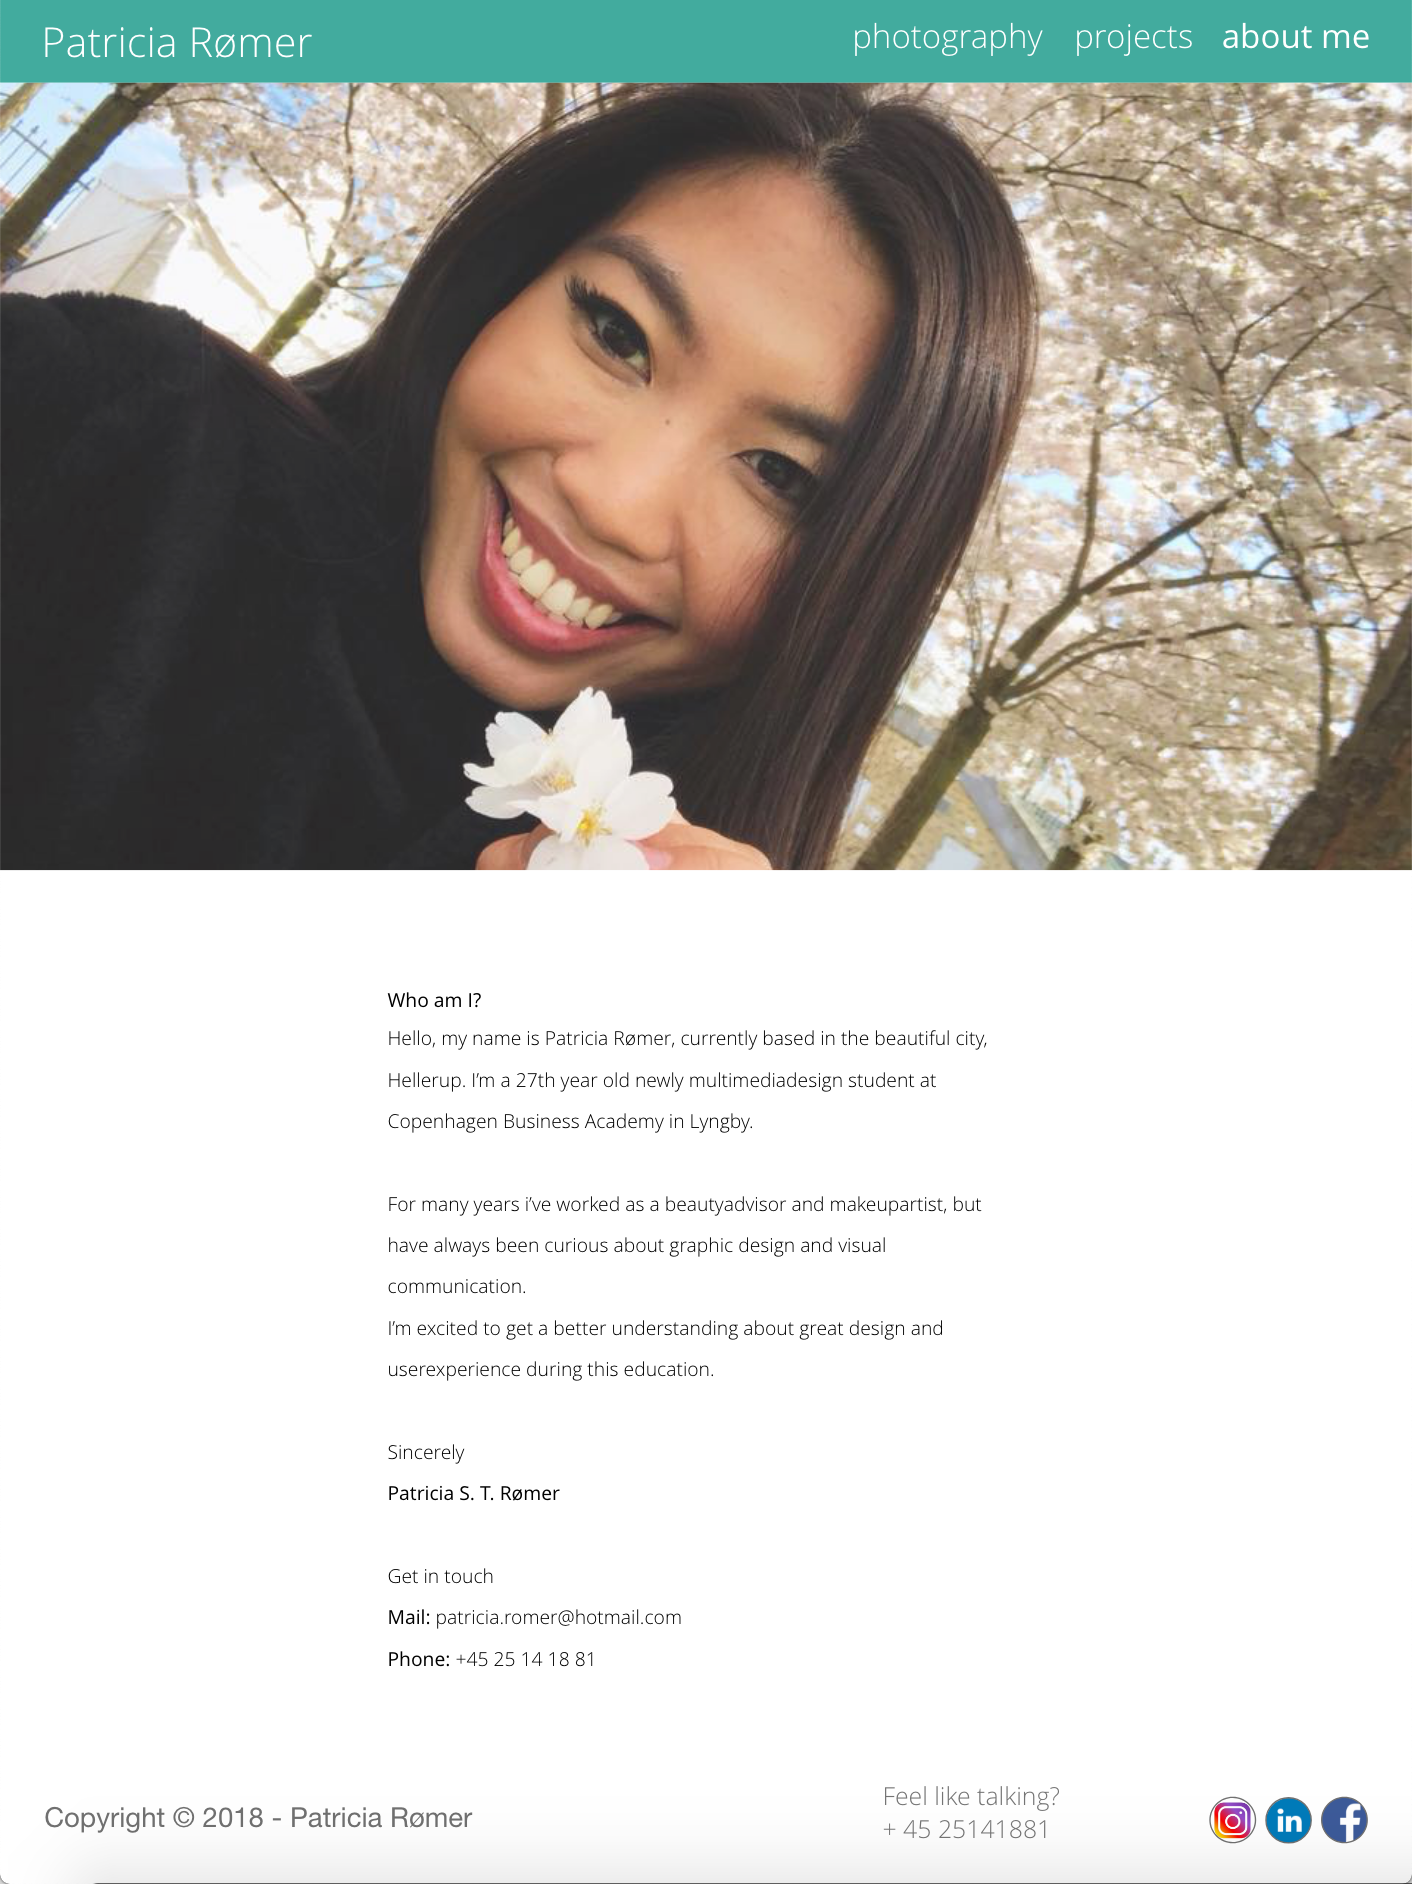 Patricia Rømer
photography projects about me
Who am I?
Hello, my name is Patricia Rømer, currently based in the beautiful city,
Hellerup. I’m a 27th year old newly multimediadesign student at
Copenhagen Business Academy in Lyngby.
For many years i’ve worked as a beautyadvisor and makeupartist, but
have always been curious about graphic design and visual
communication.
I’m excited to get a better understanding about great design and
userexperience during this education.
Sincerely
Patricia S. T. Rømer
Get in touch
Mail: patricia.romer@hotmail.com
Phone: +45 25 14 18 81
Copyright © 2018 - Patricia Rømer
Feel like talking?
+ 45 25141881
in
f